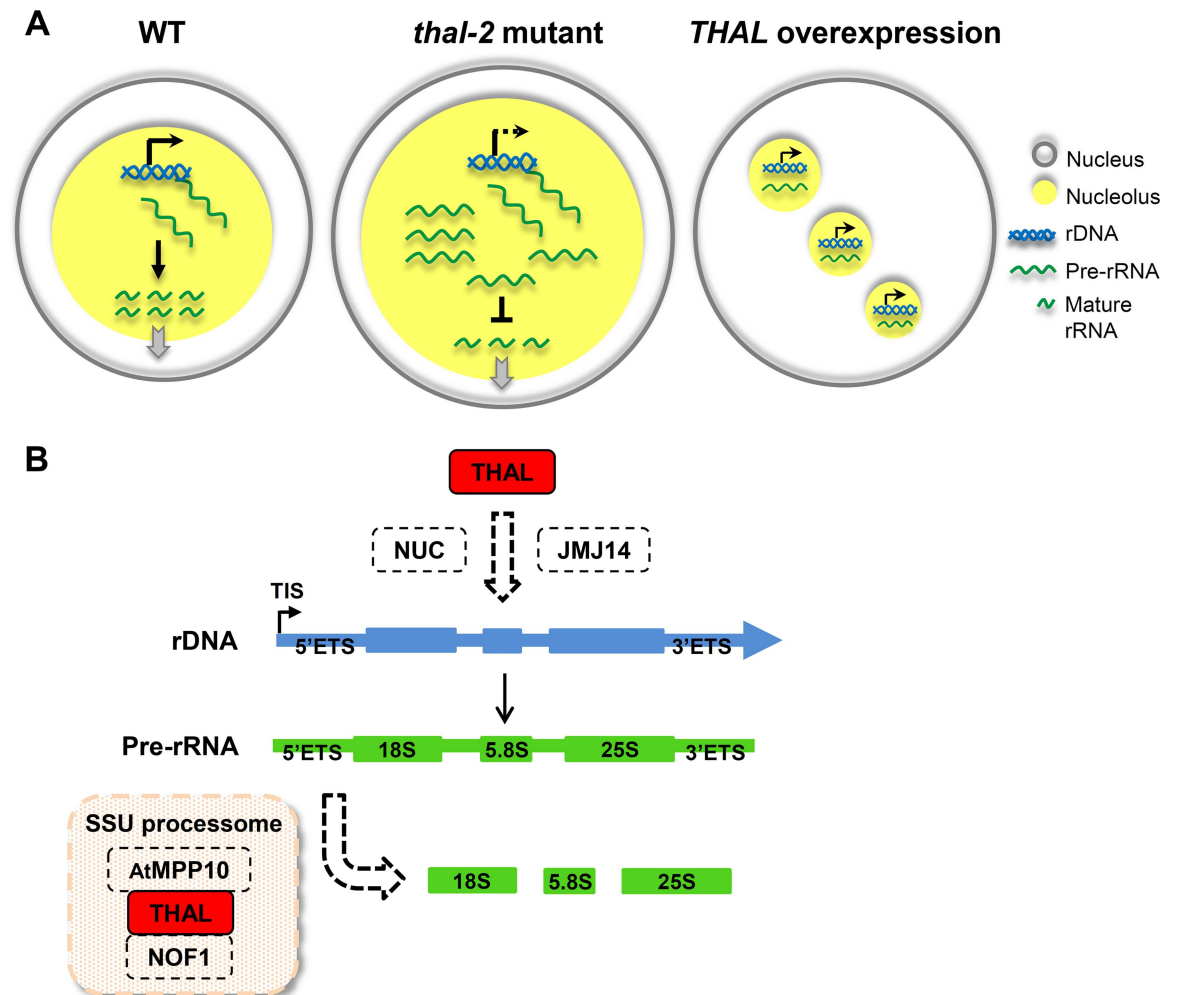 A
WT
thal-2 mutant
THAL overexpression
Nucleus
Nucleolus
rDNA
Pre-rRNA
Mature
rRNA
B
THAL
NUC
JMJ14
TIS
rDNA
5’ETS
3’ETS
Pre-rRNA
5’ETS
18S
5.8S
25S
3’ETS
SSU processome
AtMPP10
THAL
NOF1
18S
5.8S
25S